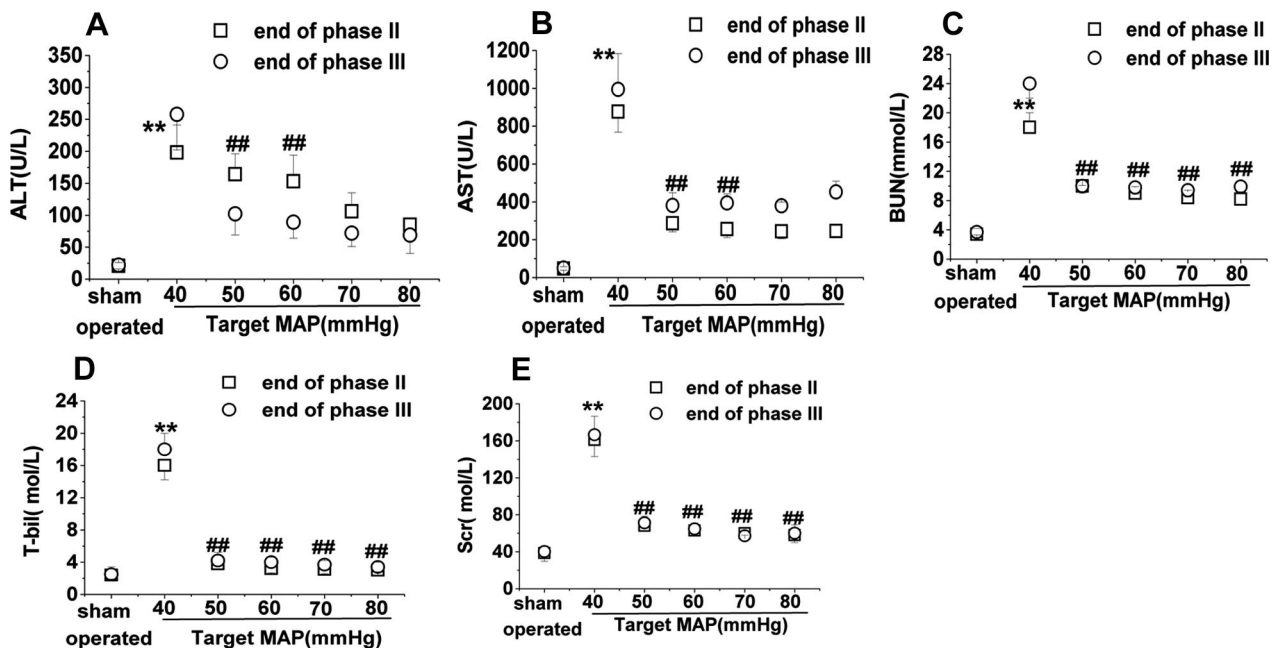 A
end of phase II
end of phase III
ALT(U/L)
350
300
250
200
150
100
50
0
**
##
##
sham
operated
40
50
60
70
80
Target MAP(mmHg)
B
end of phase II
end of phase III
AST(U/L)
1200
1000
800
600
400
200
0
**
##
##
sham
operated
40
50
60
70
80
Target MAP(mmHg)
C
end of phase II
end of phase III
BUN(mmol/L)
28
24
20
16
12
8
4
0
**
##
##
##
##
sham
operated
40
50
60
70
80
Target MAP(mmHg)
D
end of phase II
end of phase III
T-bil( mol/L)
24
20
16
12
8
4
0
**
##
##
##
##
sham
operated
40
50
60
70
80
Target MAP(mmHg)
E
end of phase II
end of phase III
Scr( mol/L)
200
160
120
80
40
0
**
##
##
##
##
sham
operated
40
50
60
70
80
Target MAP(mmHg)